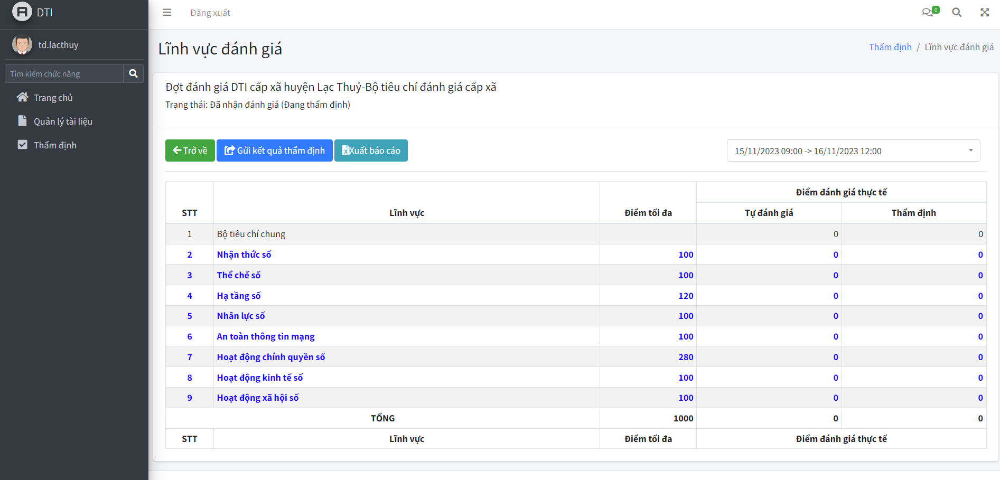 DTI
Đăng xuất
0
td.lacthuy
Tìm kiếm chức năng
Trang chủ
Quản lý tài liệu
Thẩm định
Lĩnh vực đánh giá
Thẩm định / Lĩnh vực đánh giá
Đợt đánh giá DTI cấp xã huyện Lạc Thuỷ-Bộ tiêu chí đánh giá cấp xã
Trạng thái: Đã nhận đánh giá (Đang thẩm định)
Trở về Gửi kết quả thẩm định Xuất báo cáo
15/11/2023 09:00 -> 16/11/2023 12:00
Điểm đánh giá thực tế
STT Lĩnh vực Điểm tối đa Tự đánh giá Thẩm định
1 Bộ tiêu chí chung 0 0
2 Nhận thức số 100 0 0
3 Thể chế số 100 0 0
4 Hạ tầng số 120 0 0
5 Nhân lực số 100 0 0
6 An toàn thông tin mạng 100 0 0
7 Hoạt động chính quyền số 280 0 0
8 Hoạt động kinh tế số 100 0 0
9 Hoạt động xã hội số 100 0 0
TỔNG 1000 0 0
STT Lĩnh vực Điểm tối đa Điểm đánh giá thực tế